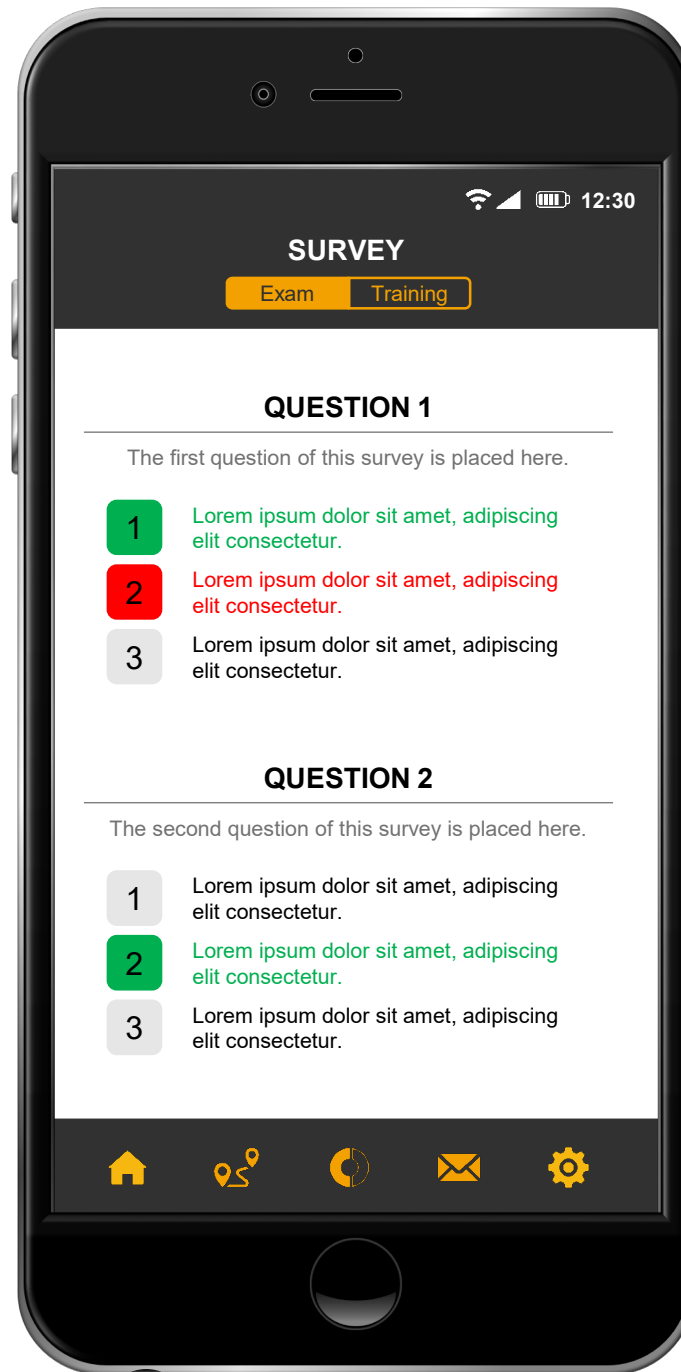 12:30
SURVEY
Exam Training
QUESTION 1
The first question of this survey is placed here.
1 Lorem ipsum dolor sit amet, adipiscing
elit consectetur.
2 Lorem ipsum dolor sit amet, adipiscing
elit consectetur.
3 Lorem ipsum dolor sit amet, adipiscing
elit consectetur.
QUESTION 2
The second question of this survey is placed here.
1 Lorem ipsum dolor sit amet, adipiscing
elit consectetur.
2 Lorem ipsum dolor sit amet, adipiscing
elit consectetur.
3 Lorem ipsum dolor sit amet, adipiscing
elit consectetur.